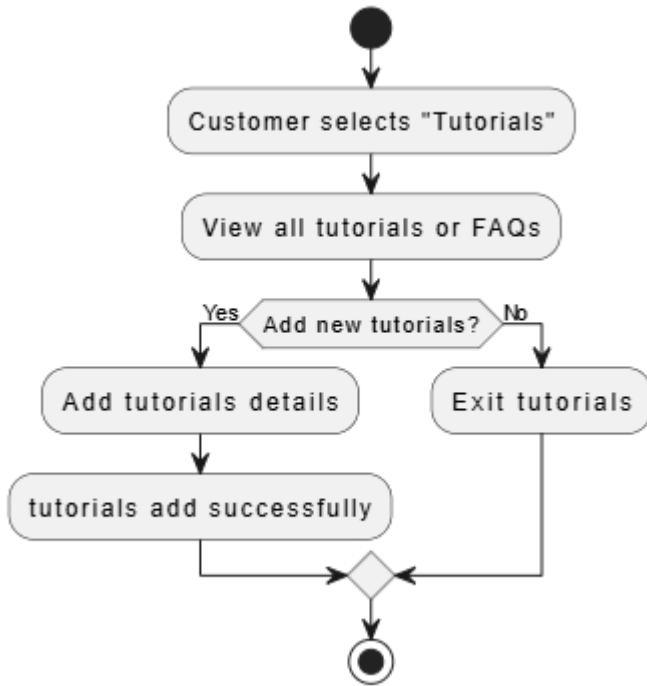 Customer selects "Tutorials"
View all tutorials or FAQs
Yes
Add new tutorials?
No
Add tutorials details
Exit tutorials
tutorials add successfully